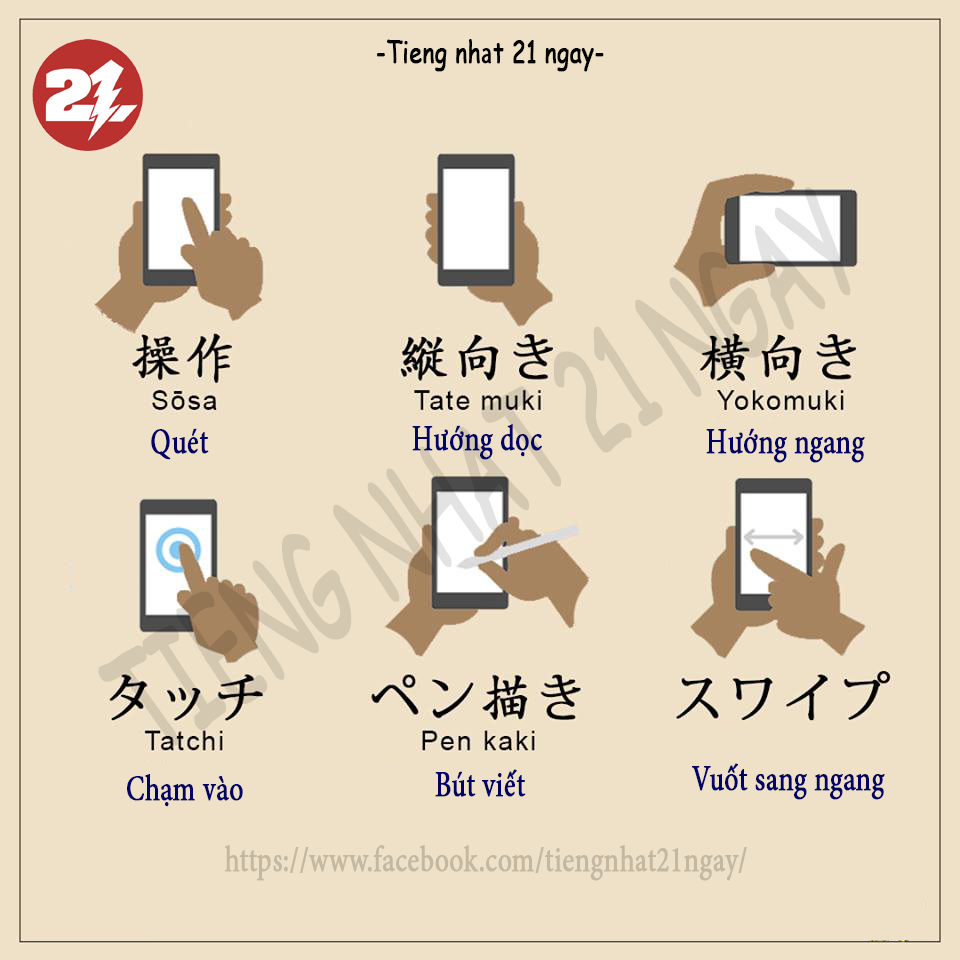 -Tieng nhat 21 ngay-
21
操作
縦向き
横向き
Sōsa
Tate muki
Yokomuki
Quét
Hướng dọc
Hướng ngang
タッチ
ペン描き
スワイプ
Tatchi
Pen kaki
Chạm vào
Bút viết
Vuốt sang ngang
TIENG NHAT 21 NGAY
https://www.facebook.com/tiengnhat21ngay/